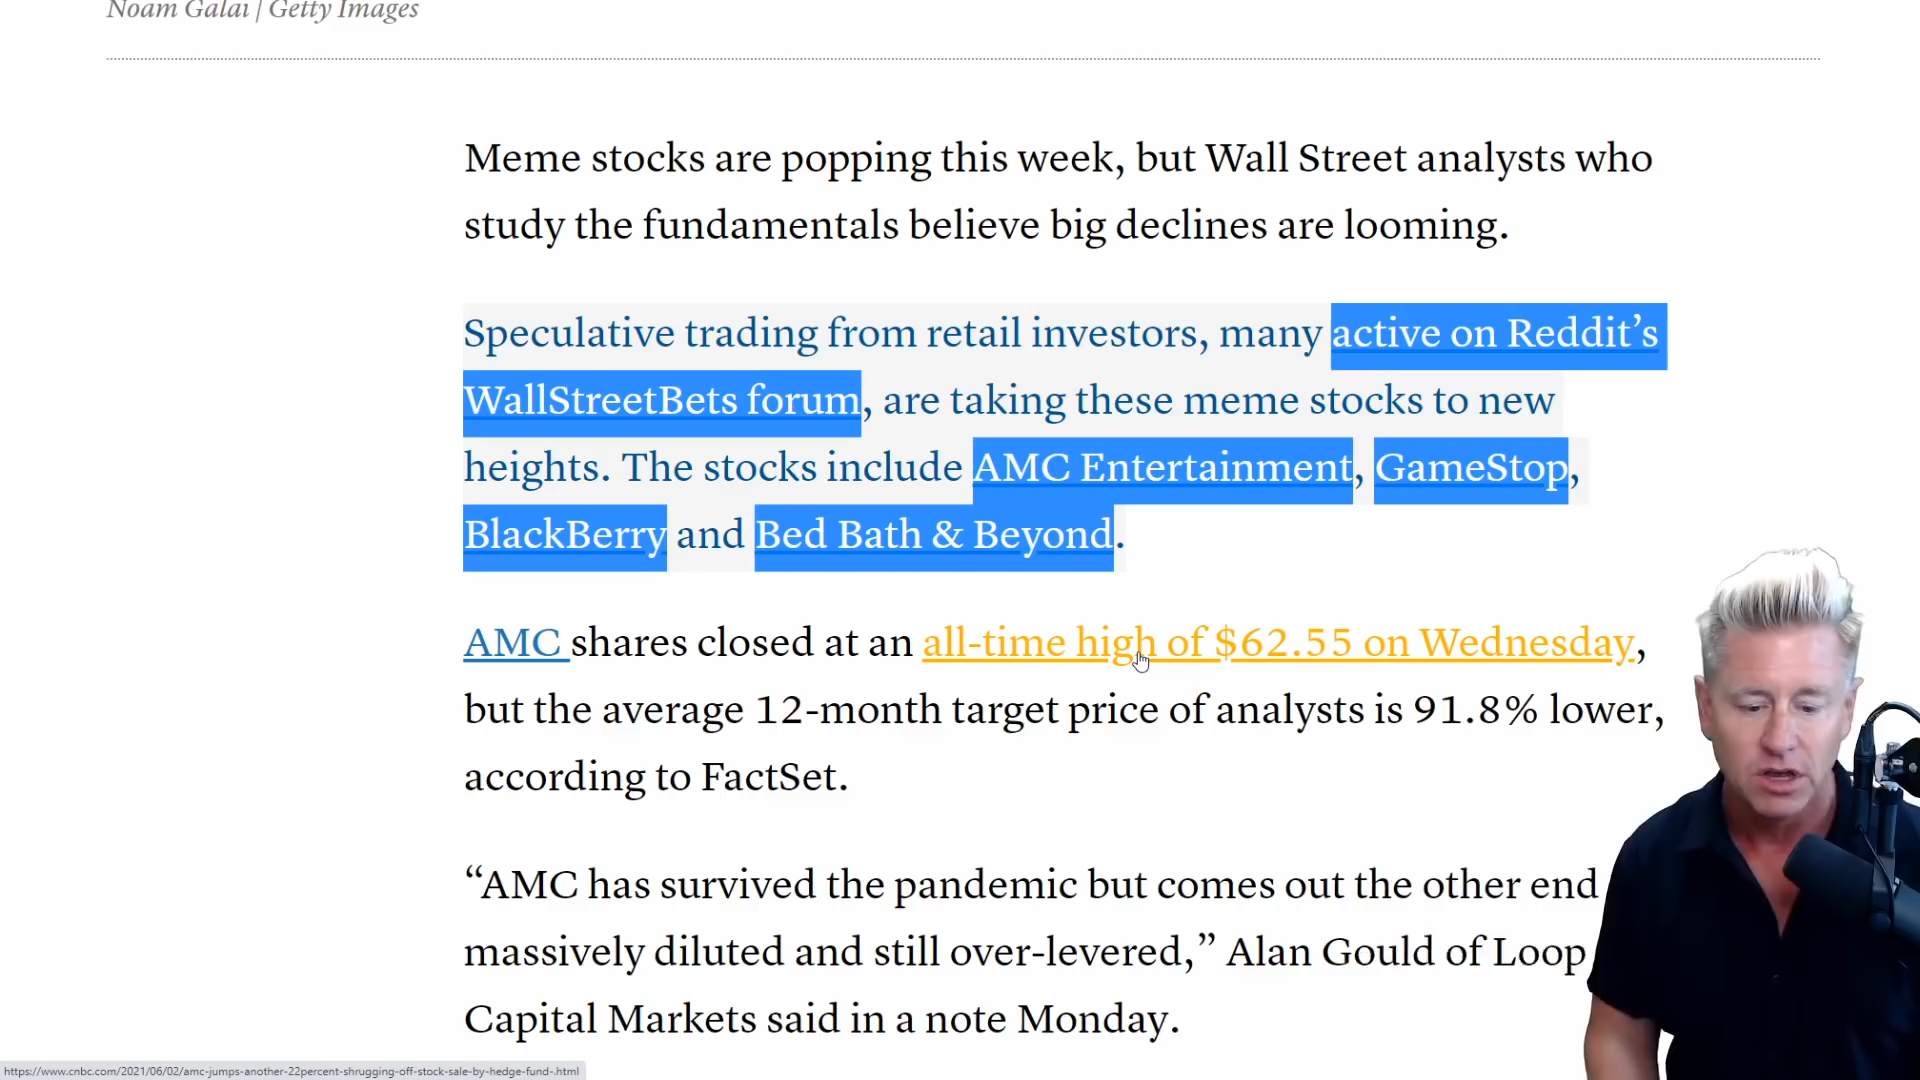 Noam Galai | Getty Images
Meme stocks are popping this week, but Wall Street analysts who
study the fundamentals believe big declines are looming.
Speculative trading from retail investors, many active on Reddit’s
WallStreetBets forum, are taking these meme stocks to new
heights. The stocks include AMC Entertainment, GameStop,
BlackBerry and Bed Bath & Beyond.
AMC shares closed at an all-time high of $62.55 on Wednesday,
but the average 12-month target price of analysts is 91.8% lower,
according to FactSet.
“AMC has survived the pandemic but comes out the other end
massively diluted and still over-levered,” Alan Gould of Loop
Capital Markets said in a note Monday.
https://www.cnbc.com/2021/06/02/amc-jumps-another-22percent-shrugging-off-stock-sale-by-hedge-fund-.html